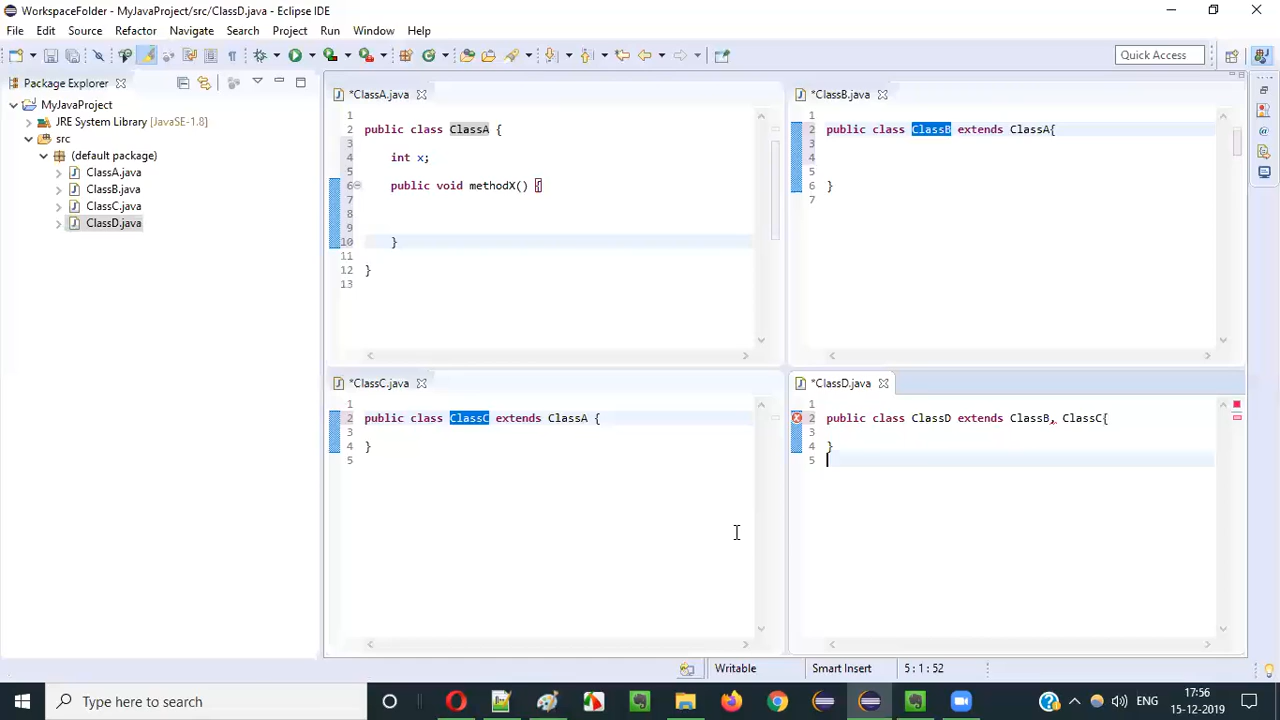 WorkspaceFolder - MyJavaProject/src/ClassD.java - Eclipse IDE
File Edit Source Refactor Navigate Search Project Run Window Help
Quick Access
Package Explorer
MyJavaProject
JRE System Library [JavaSE-1.8]
src
(default package)
ClassA.java
ClassB.java
ClassC.java
ClassD.java
*ClassA.java
1
2 public class ClassA {
3
4 int x;
5
6 public void methodX() {
7
8
9
10 }
11
12 }
13
*ClassB.java
1
2 public class ClassB extends ClassA{
3
4
5
6 }
7
*ClassC.java
1
2 public class ClassC extends ClassA {
3
4 }
5
*ClassD.java
1
2 public class ClassD extends ClassB, ClassC{
3
4 }
5
Writable Smart Insert 5 : 1 : 52
Type here to search
ENG
17:56
15-12-2019